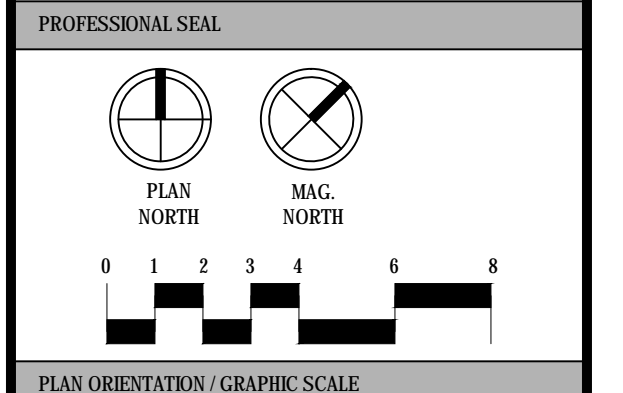 PROFESSIONAL SEAL
PLAN
NORTH
MAG.
NORTH
0 1 2 3 4 6 8
PLAN ORIENTATION / GRAPHIC SCALE